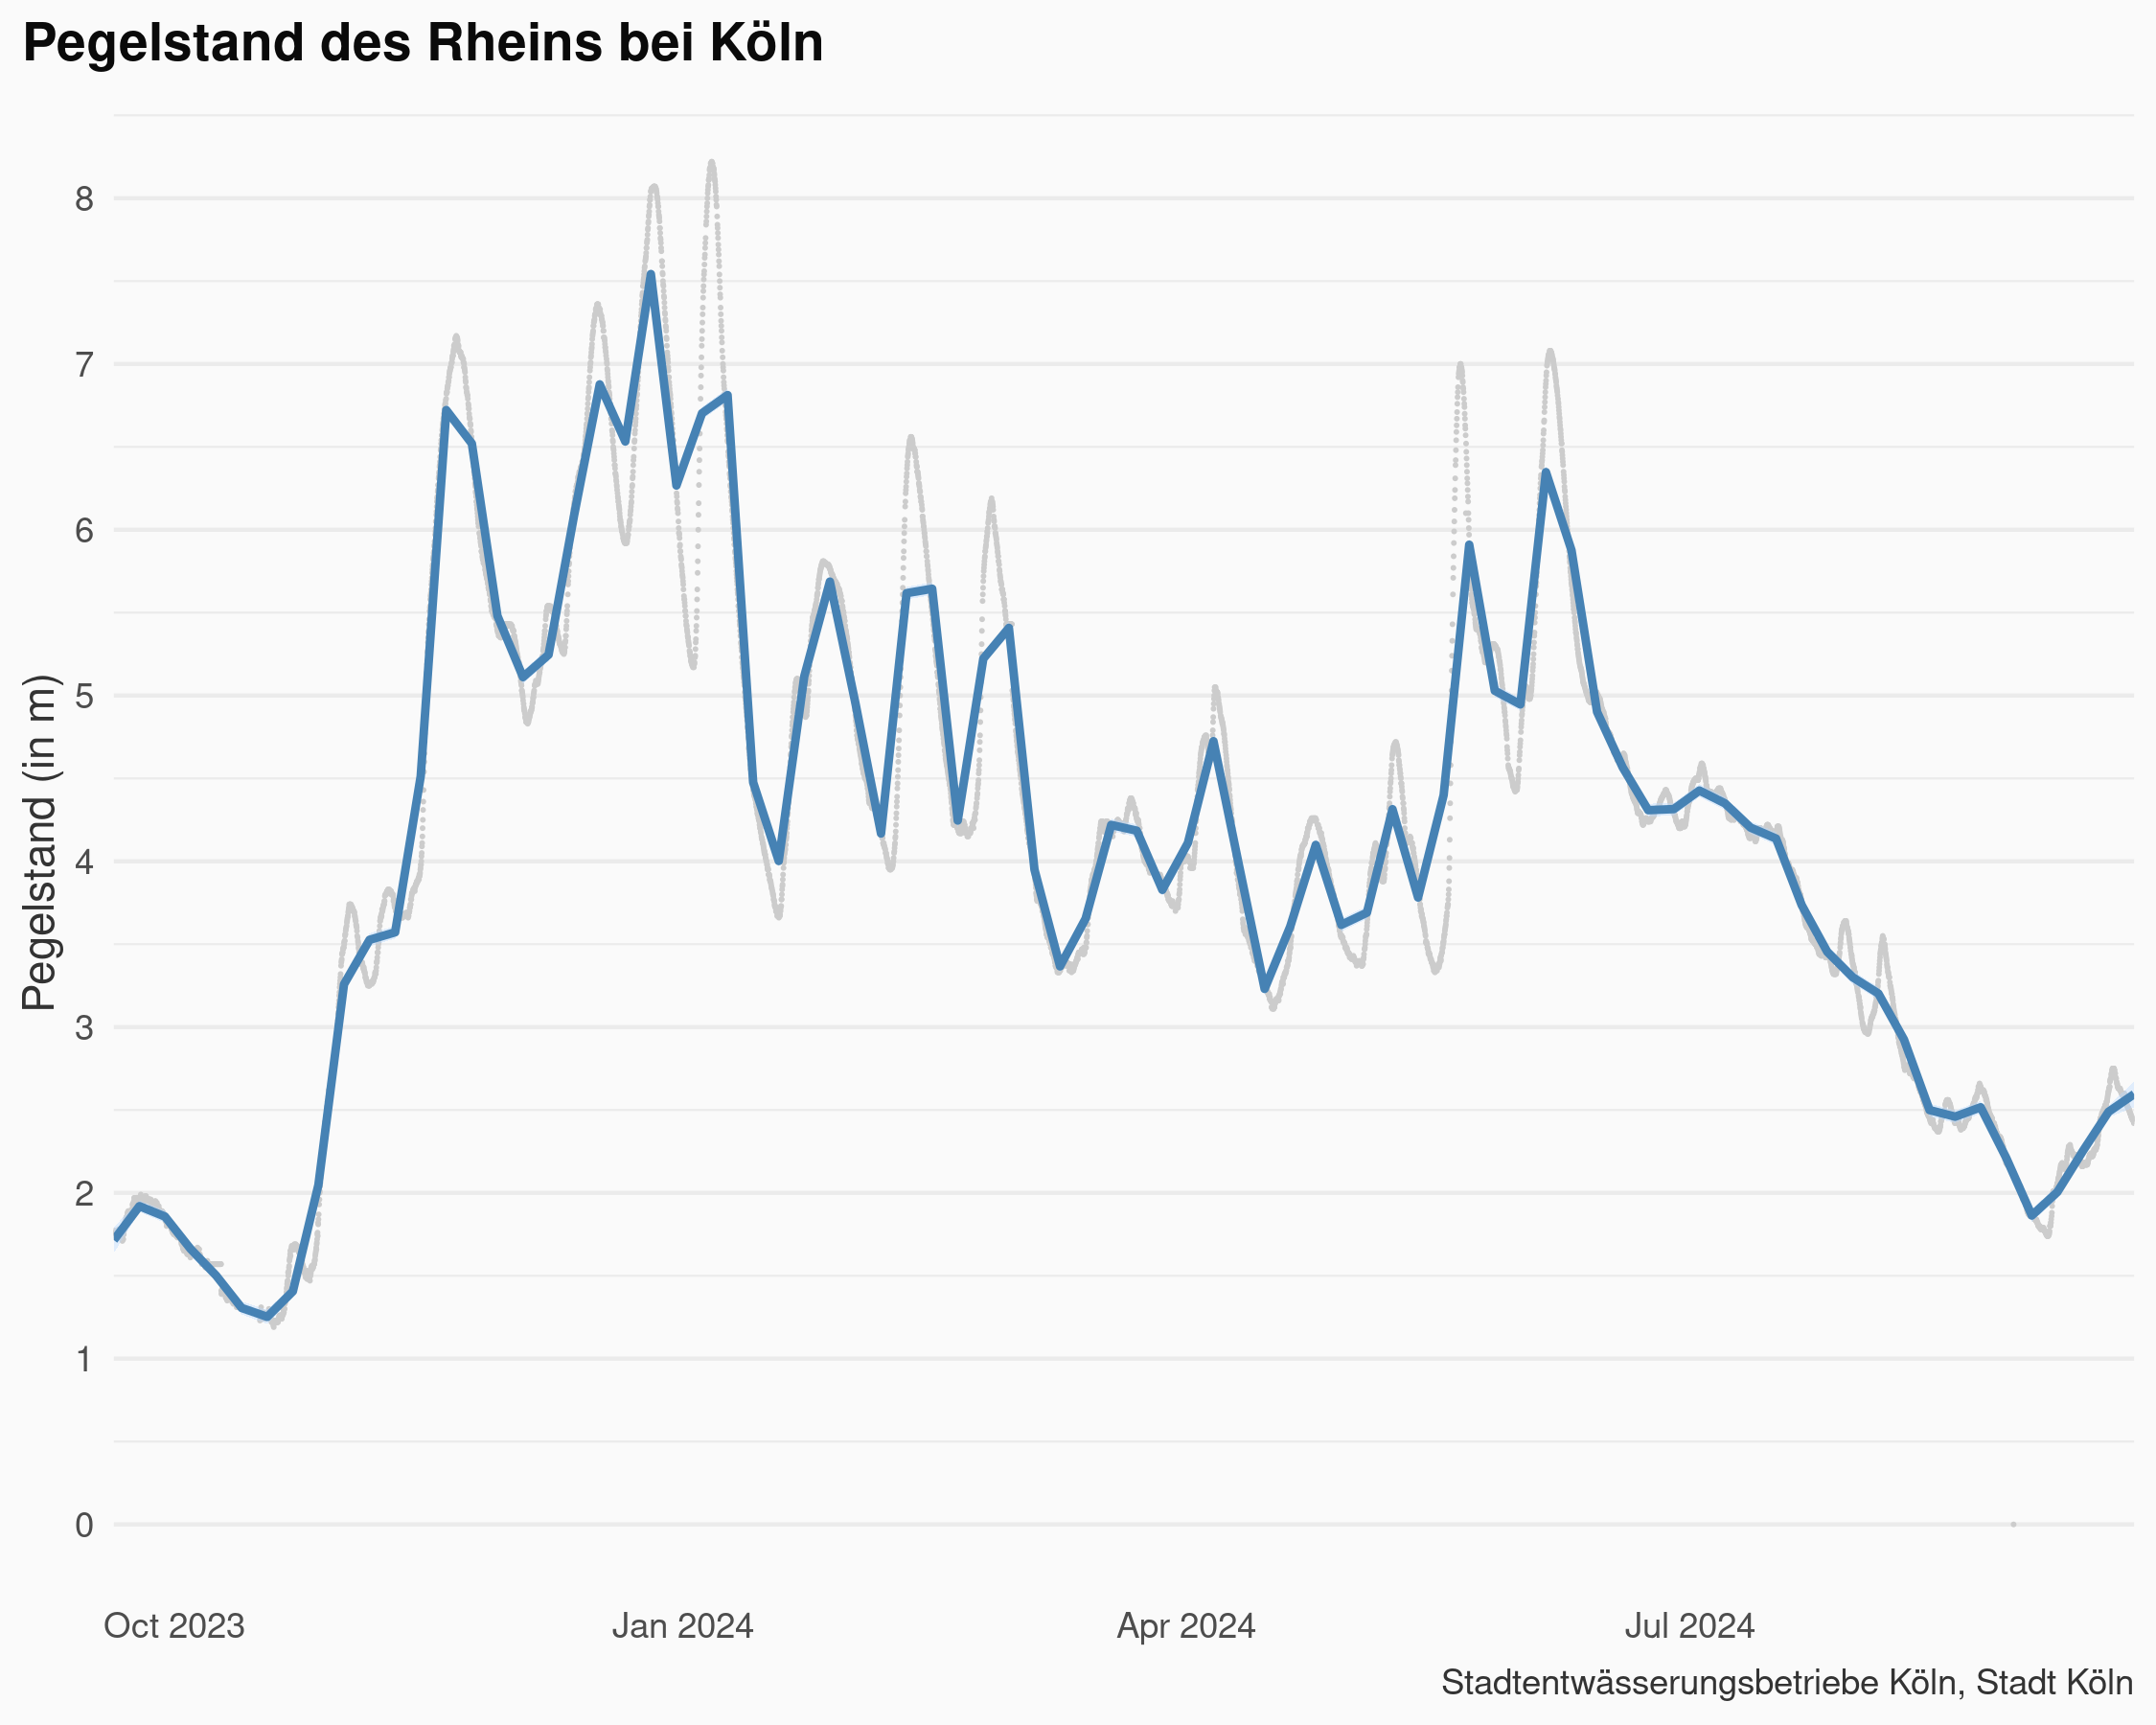 Pegelstand des Rheins bei Köln
Pegelstand (in m)
8
7
6
5
4
3
2
1
0
Oct 2023 Jan 2024 Apr 2024 Jul 2024
Stadtentwässerungsbetriebe Köln, Stadt Köln